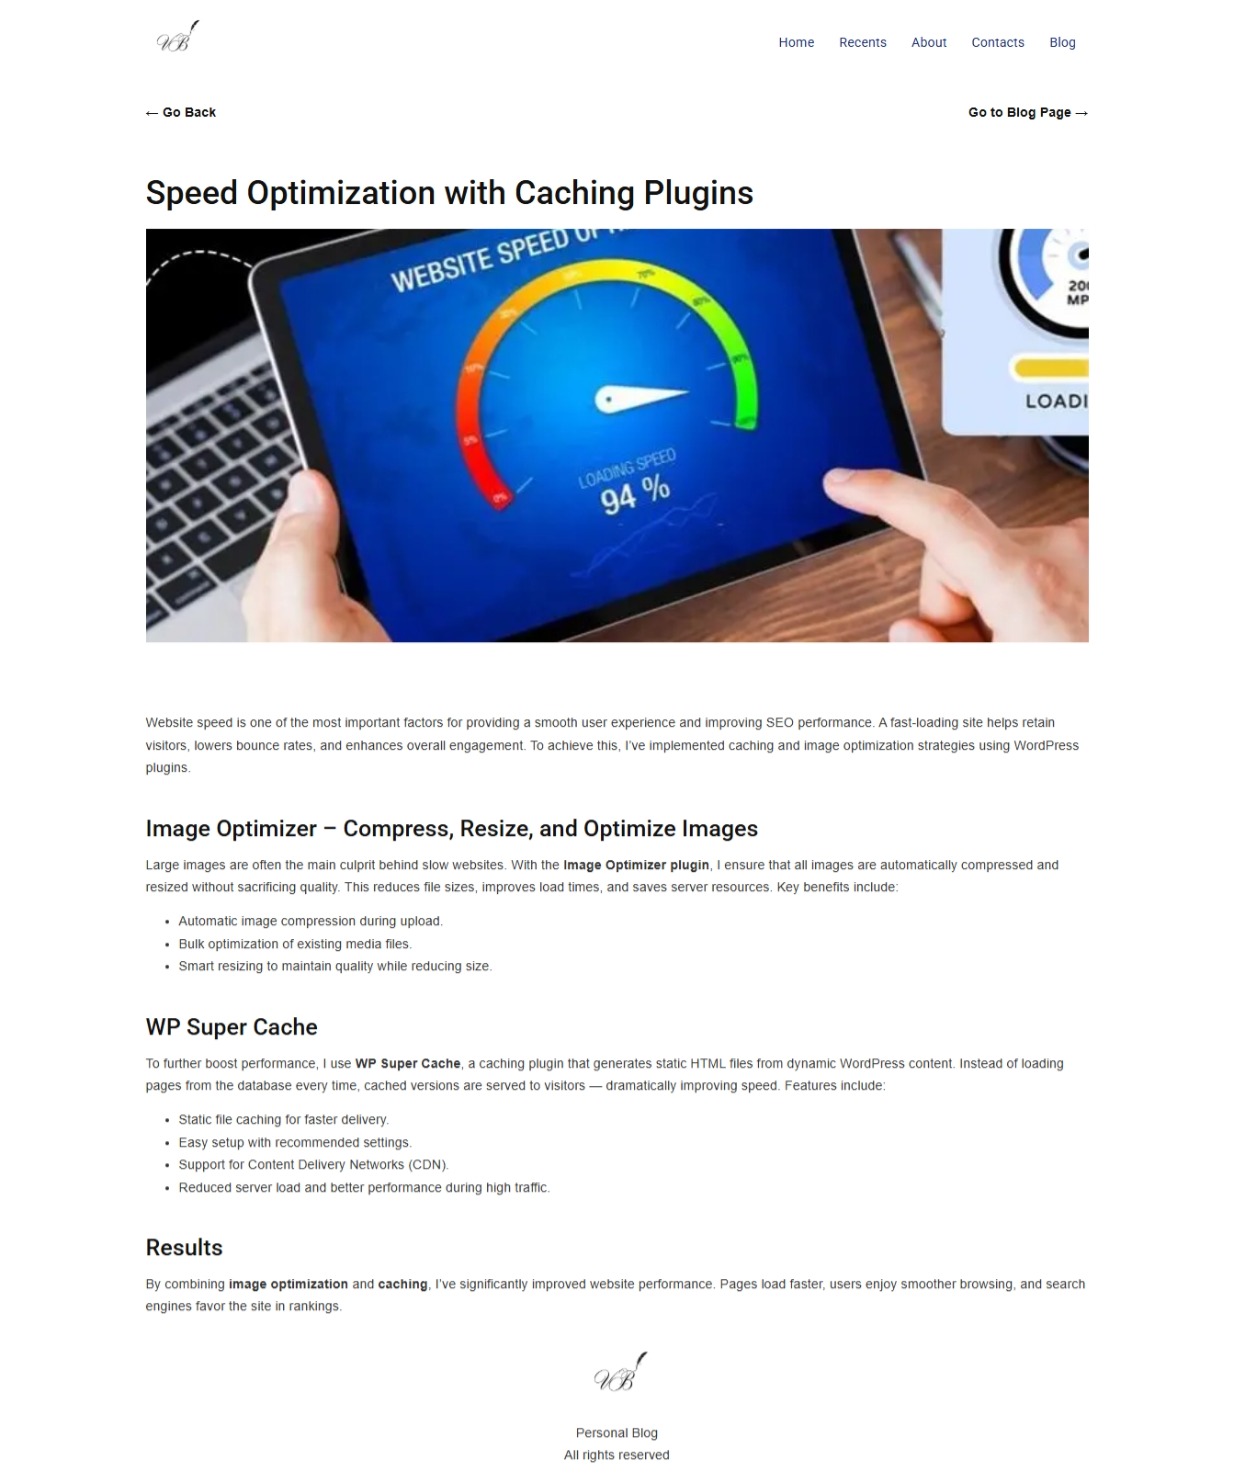 UB
Home Recents About Contacts Blog
← Go Back
Go to Blog Page →
Speed Optimization with Caching Plugins
WEBSITE SPEED
0%
5%
10%
70%
90%
LOADING SPEED
94 %
LOADI
Website speed is one of the most important factors for providing a smooth user experience and improving SEO performance. A fast-loading site helps retain
visitors, lowers bounce rates, and enhances overall engagement. To achieve this, I’ve implemented caching and image optimization strategies using WordPress
plugins.
Image Optimizer – Compress, Resize, and Optimize Images
Large images are often the main culprit behind slow websites. With the Image Optimizer plugin, I ensure that all images are automatically compressed and
resized without sacrificing quality. This reduces file sizes, improves load times, and saves server resources. Key benefits include:
• Automatic image compression during upload.
• Bulk optimization of existing media files.
• Smart resizing to maintain quality while reducing size.
WP Super Cache
To further boost performance, I use WP Super Cache, a caching plugin that generates static HTML files from dynamic WordPress content. Instead of loading
pages from the database every time, cached versions are served to visitors — dramatically improving speed. Features include:
• Static file caching for faster delivery.
• Easy setup with recommended settings.
• Support for Content Delivery Networks (CDN).
• Reduced server load and better performance during high traffic.
Results
By combining image optimization and caching, I’ve significantly improved website performance. Pages load faster, users enjoy smoother browsing, and search
engines favor the site in rankings.
UB
Personal Blog
All rights reserved